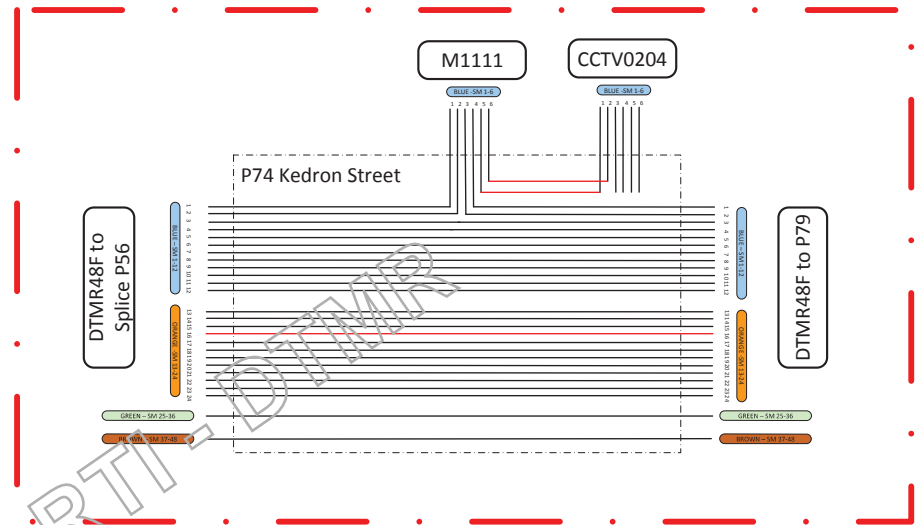 M1111
CCTV0204
BLUE -SM 1-6
BLUE -SM 1-6
1 2 3 4 5 6
1 2 3 4 5 6
P74 Kedron Street
DTMR48F to
Splice P56
BLUE – SM 1-12
1
2
3
4
5
6
7
8
9
10
11
12
1
2
3
4
5
6
7
8
9
10
11
12
BLUE – SM1-12
DTMR48F to P79
ORANGE -SM 13-24
13
14
15
16
17
18
19
20
21
22
23
24
13
14
15
16
17
18
19
20
21
22
23
24
ORANGE -SM 13-24
GREEN – SM 25-36
GREEN – SM 25-36
BROWN – SM 37-48
BROWN – SM 37-48
RTI - DTMR